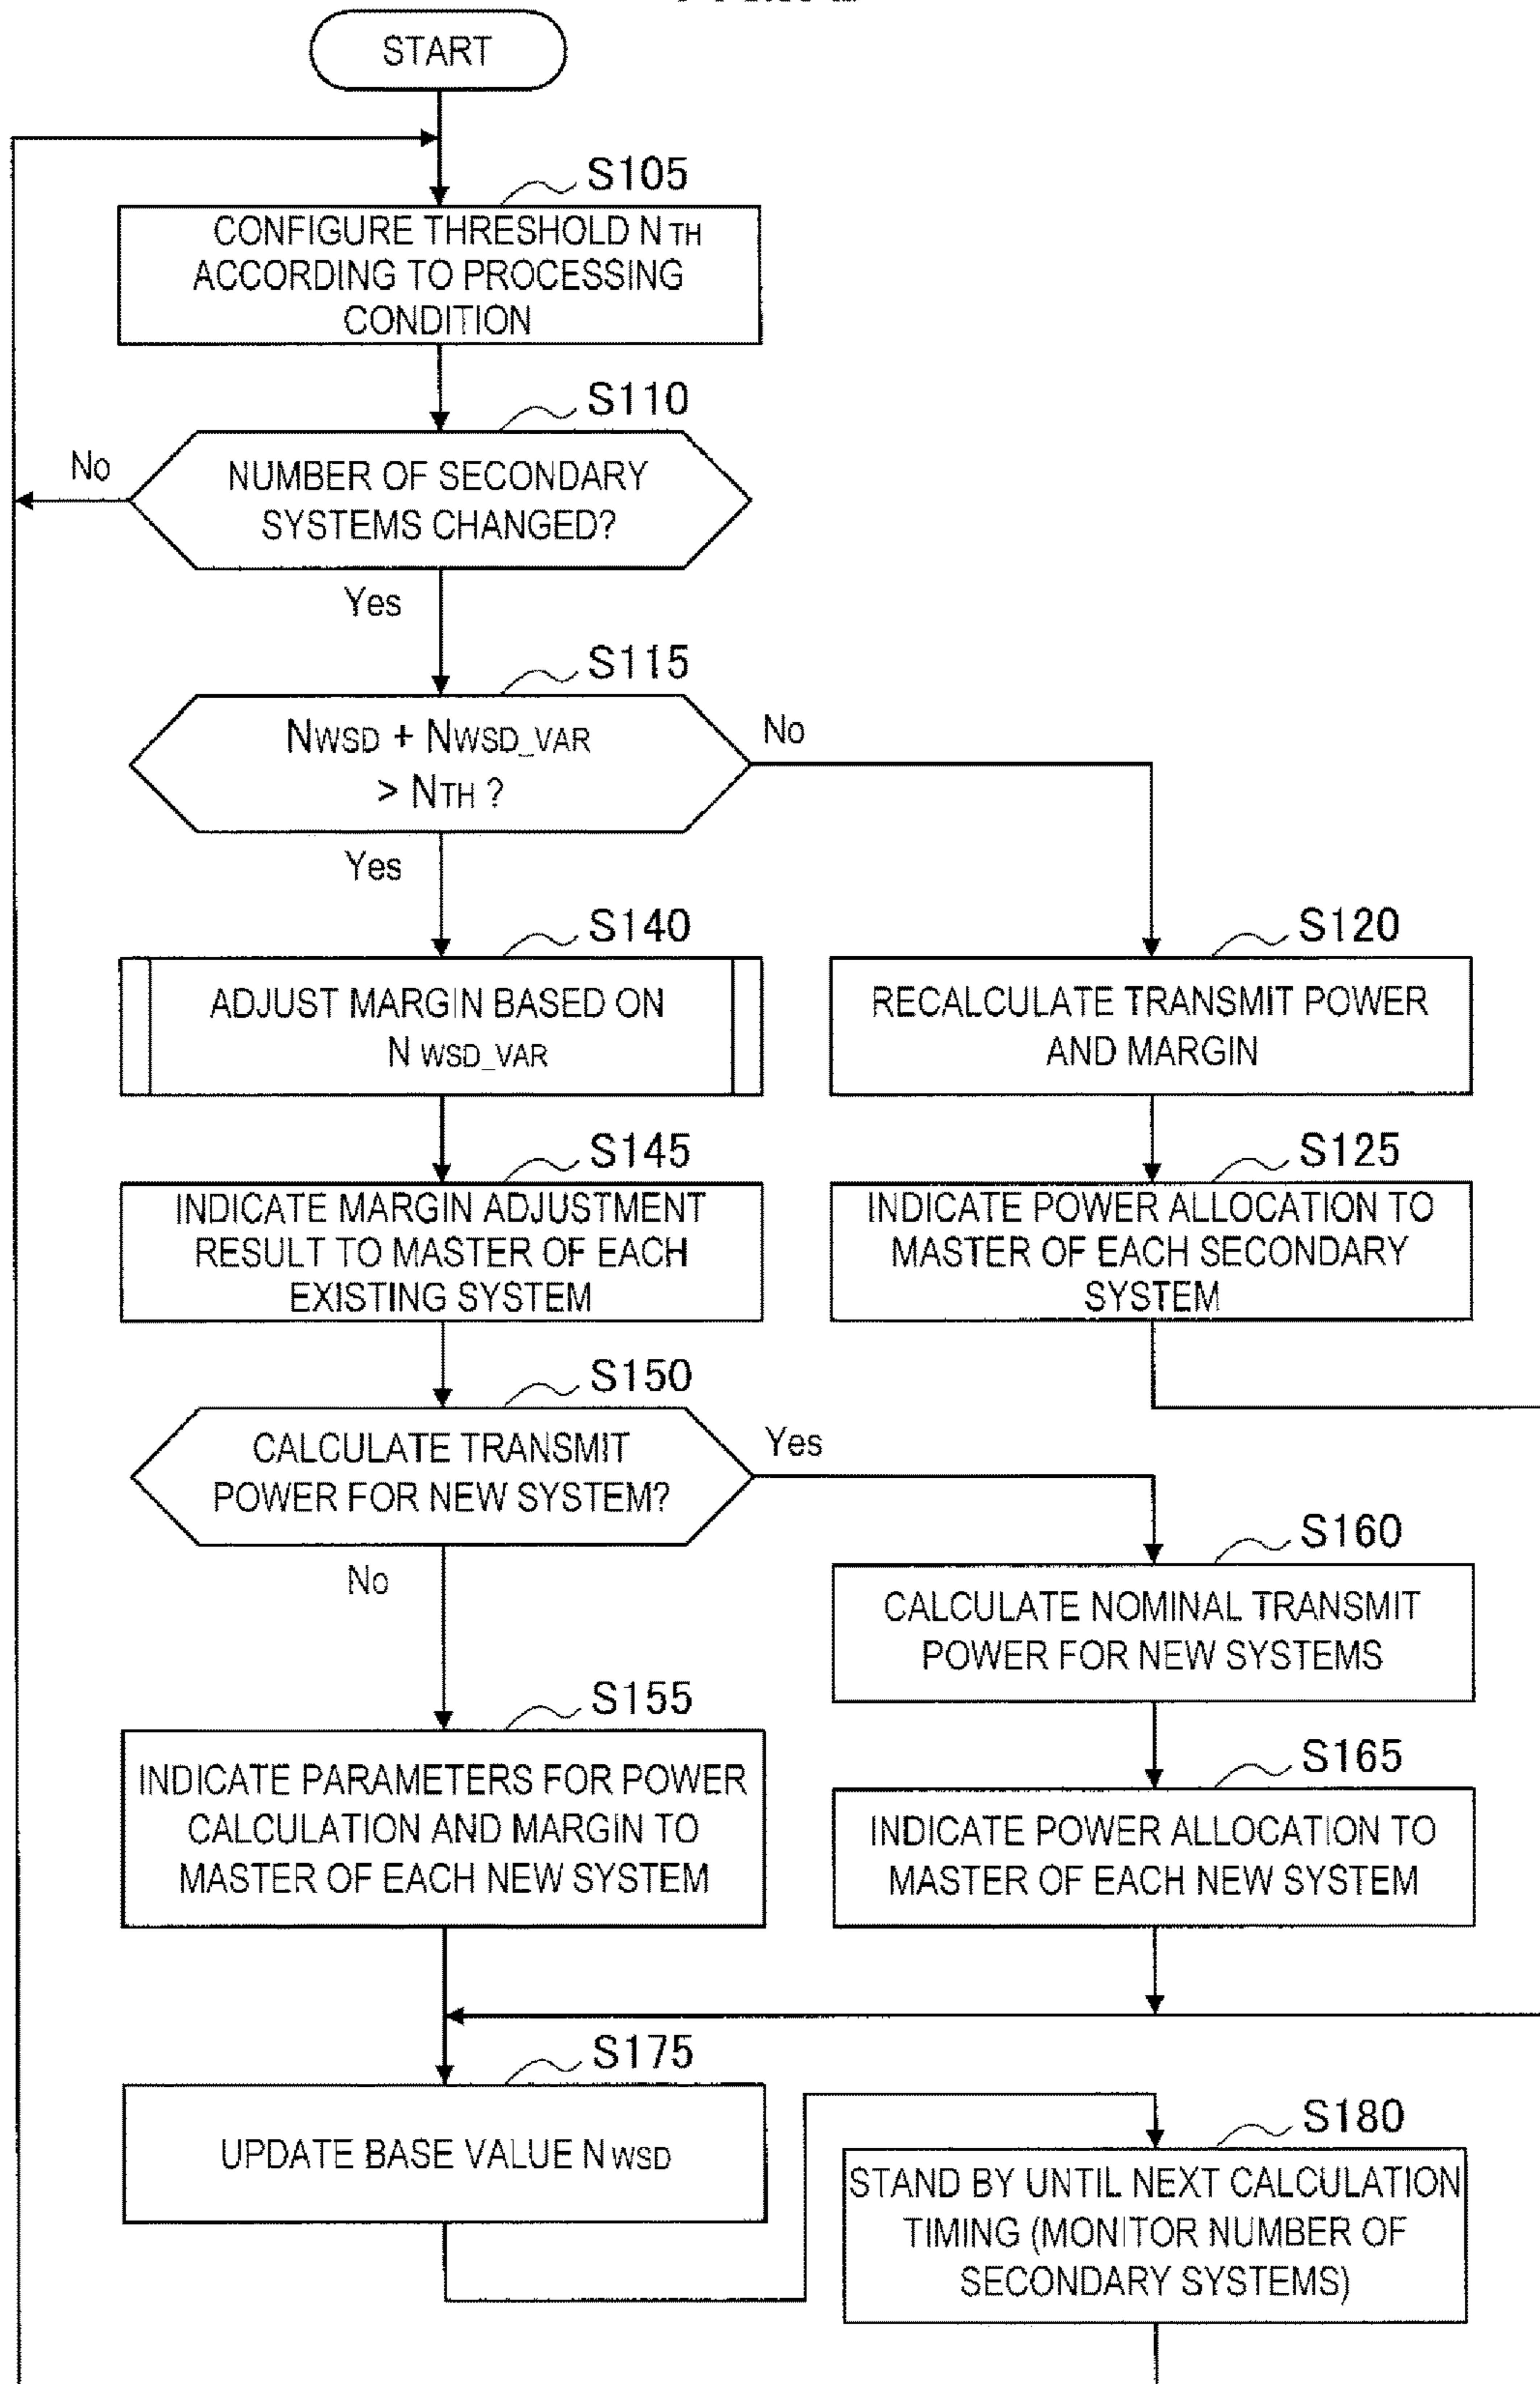 START
S105
CONFIGURE THRESHOLD NTH
ACCORDING TO PROCESSING
CONDITION
S110
No
NUMBER OF SECONDARY
SYSTEMS CHANGED?
Yes
S115
NWSD + NWSD_VAR
> NTH ?
No
Yes
S140
ADJUST MARGIN BASED ON
N WSD_VAR
S120
RECALCULATE TRANSMIT POWER
AND MARGIN
S145
INDICATE MARGIN ADJUSTMENT
RESULT TO MASTER OF EACH
EXISTING SYSTEM
S125
INDICATE POWER ALLOCATION TO
MASTER OF EACH SECONDARY
SYSTEM
S150
CALCULATE TRANSMIT
POWER FOR NEW SYSTEM?
Yes
No
S160
CALCULATE NOMINAL TRANSMIT
POWER FOR NEW SYSTEMS
S155
INDICATE PARAMETERS FOR POWER
CALCULATION AND MARGIN TO
MASTER OF EACH NEW SYSTEM
S165
INDICATE POWER ALLOCATION TO
MASTER OF EACH NEW SYSTEM
S175
UPDATE BASE VALUE NWSD
S180
STAND BY UNTIL NEXT CALCULATION
TIMING (MONITOR NUMBER OF
SECONDARY SYSTEMS)